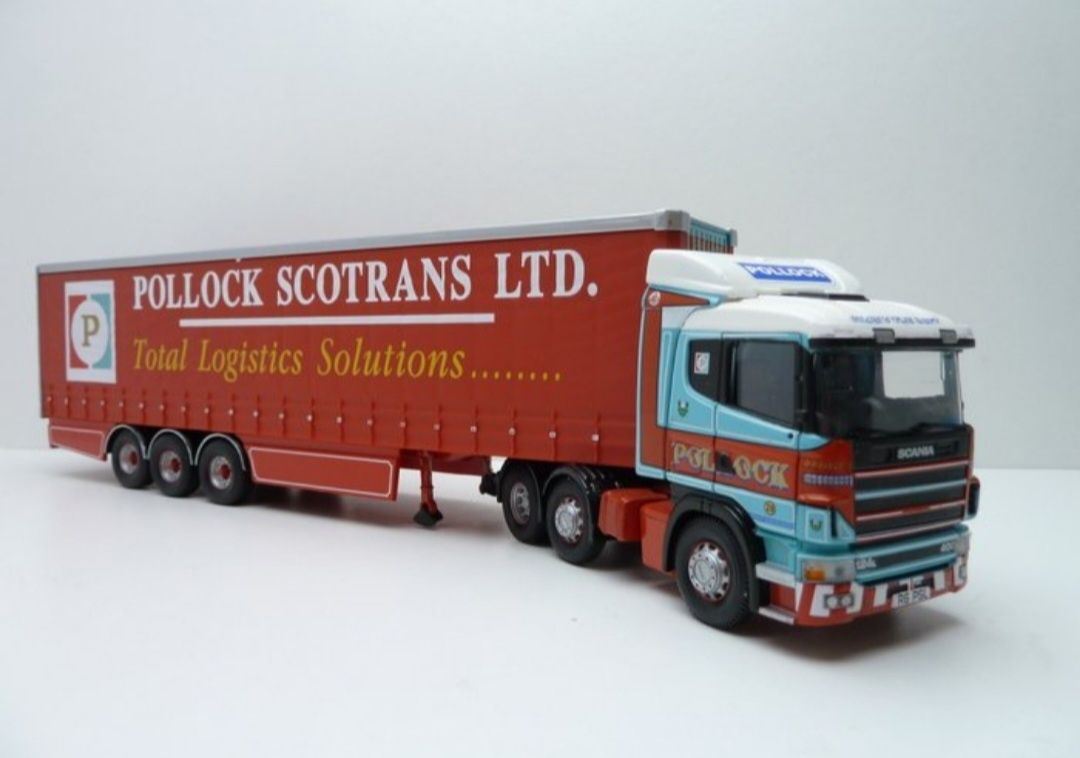 POLLOCK SCOTRANS LTD.
P
Total Logistics Solutions........
POLLOCK
POLLOCK
SCANIA
124
400